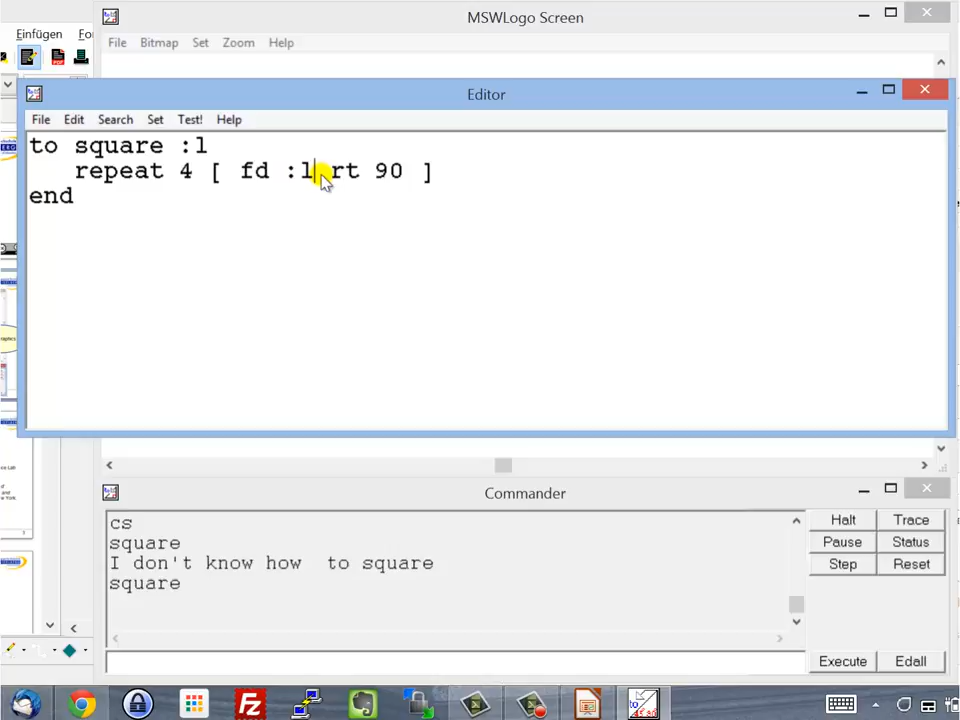 MSWLogo Screen
Einfügen
File Bitmap Set Zoom Help
Editor
File Edit Search Set Test! Help
to square :l
repeat 4 [ fd :l rt 90 ]
end
Commander
cs
square
I don't know how  to square
square
Halt Trace
Pause Status
Step Reset
Execute Edall